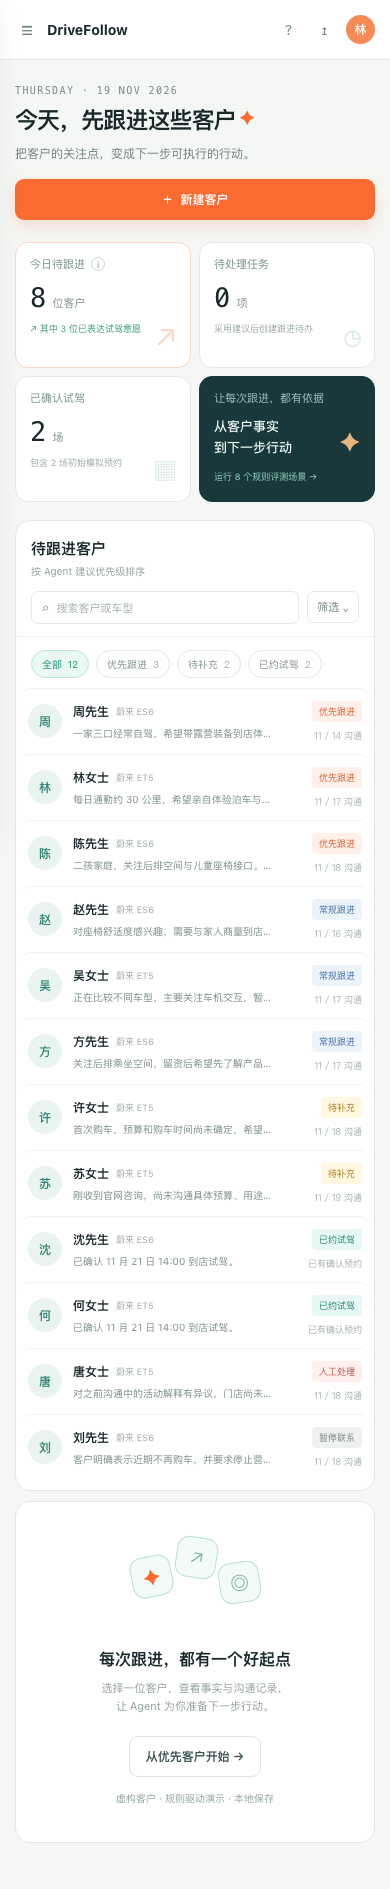 DriveFollow
?
林
THURSDAY · 19 NOV 2026
今天，先跟进这些客户
把客户的关注点，变成下一步可执行的行动。
+ 新建客户
今日待跟进 i
8 位客户
↗ 其中 3 位已表达试驾意愿
待处理任务
0 项
采用建议后创建跟进待办
已确认试驾
2 场
包含 2 场初始模拟预约
让每次跟进，都有依据
从客户事实
到下一步行动
运行 8 个规则评测场景 →
待跟进客户
按 Agent 建议优先级排序
搜索客户或车型
筛选
全部 12
优先跟进 3
待补充 2
已约试驾 2
周
周先生 蔚来 ES6
优先跟进
一家三口经常自驾，希望带露营装备到店体...
11 / 14 沟通
林
林女士 蔚来 ET5
优先跟进
每日通勤约 30 公里，希望亲自体验泊车与...
11 / 17 沟通
陈
陈先生 蔚来 ES6
优先跟进
二孩家庭，关注后排空间与儿童座椅接口。...
11 / 18 沟通
赵
赵先生 蔚来 ES6
常规跟进
对座椅舒适度感兴趣，需要与家人商量到店...
11 / 16 沟通
吴
吴女士 蔚来 ET5
常规跟进
正在比较不同车型，主要关注车机交互，暂...
11 / 17 沟通
方
方先生 蔚来 ES6
常规跟进
关注后排乘坐空间，留资后希望先了解产品...
11 / 17 沟通
许
许女士 蔚来 ET5
待补充
首次购车，预算和购车时间尚未确定，希望...
11 / 18 沟通
苏
苏女士 蔚来 ET5
待补充
刚收到官网咨询，尚未沟通具体预算、用途...
11 / 19 沟通
沈
沈先生 蔚来 ES6
已约试驾
已确认 11 月 21 日 14:00 到店试驾。
已有确认预约
何
何女士 蔚来 ET5
已约试驾
已确认 11 月 21 日 14:00 到店试驾。
已有确认预约
唐
唐女士 蔚来 ET5
人工处理
对之前沟通中的活动解释有异议，门店尚未...
11 / 18 沟通
刘
刘先生 蔚来 ES6
暂停联系
客户明确表示近期不再购车，并要求停止营...
11 / 18 沟通
每次跟进，都有一个好起点
选择一位客户，查看事实与沟通记录，
让 Agent 为你准备下一步行动。
从优先客户开始 →
虚构客户 · 规则驱动演示 · 本地保存